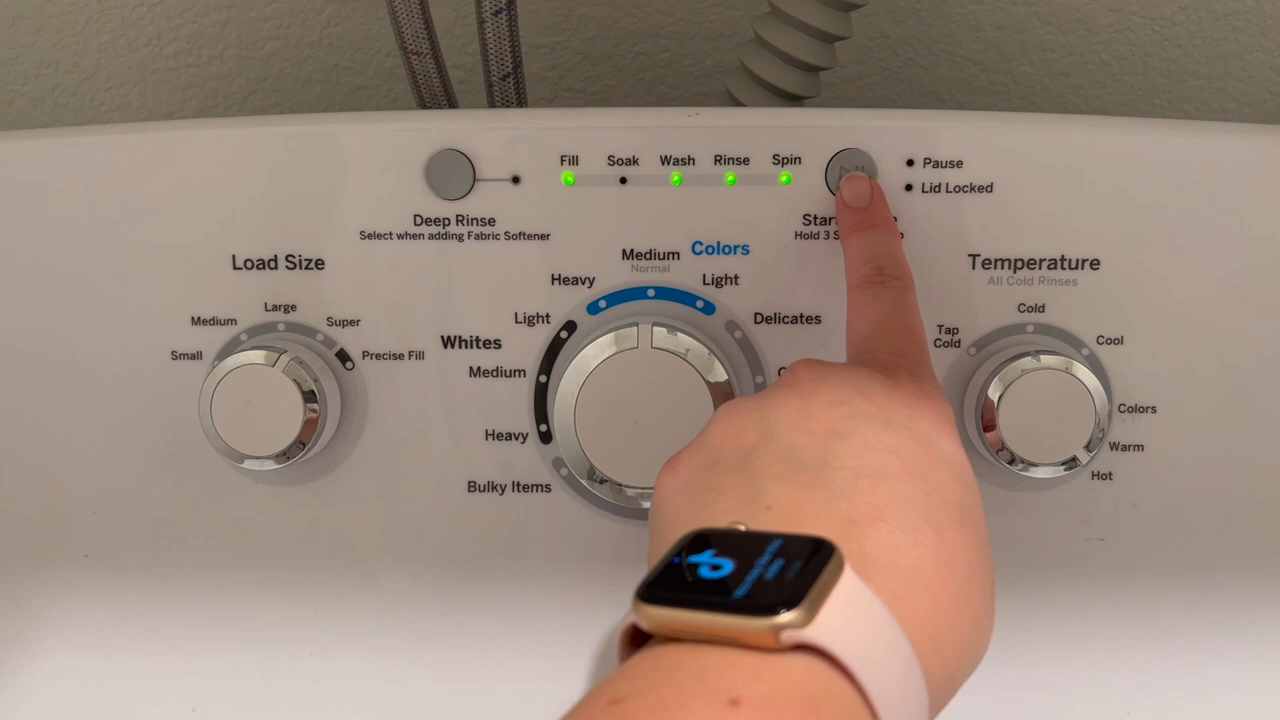 Fill Soak Wash Rinse Spin
Pause
Lid Locked
Deep Rinse
Select when adding Fabric Softener
Hold 3
Load Size
Small
Medium
Large
Super
Precise Fill
Colors
Medium
Normal
Heavy
Light
Whites
Light
Medium
Heavy
Bulky Items
Delicates
Temperature
All Cold Rinses
Tap
Cold
Cold
Cool
Colors
Warm
Hot